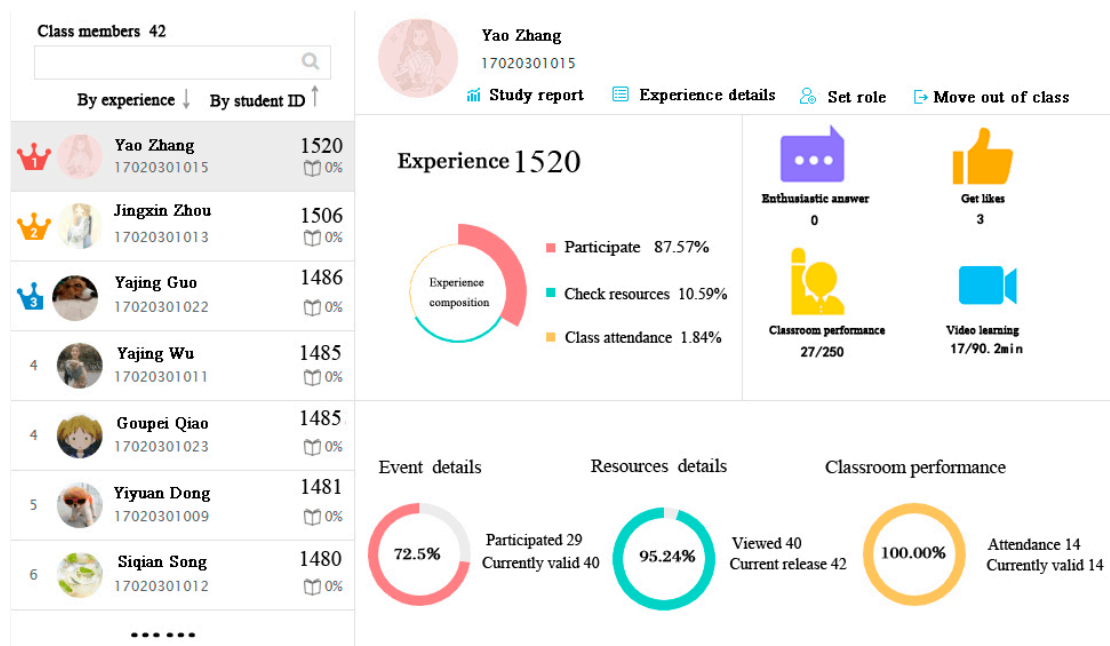 Class members 42
By experience ↓ By student ID ↑
1 Yao Zhang 1520
17020301015 0%
2 Jingxin Zhou 1506
17020301013 0%
3 Yajing Guo 1486
17020301022 0%
4 Yajing Wu 1485
17020301011 0%
4 Goupei Qiao 1485
17020301023 0%
5 Yiyuan Dong 1481
17020301009 0%
6 Siqian Song 1480
17020301012 0%
......
Yao Zhang
17020301015
Study report Experience details Set role Move out of class
Experience 1520
Experience
composition
Participate 87.57%
Check resources 10.59%
Class attendance 1.84%
Enthusiastic answer
0
Get likes
3
Classroom performance
27/250
Video learning
17/90.2min
Event details
72.5%
Participated 29
Currently valid 40
Resources details
95.24%
Viewed 40
Current release 42
Classroom performance
100.00%
Attendance 14
Currently valid 14